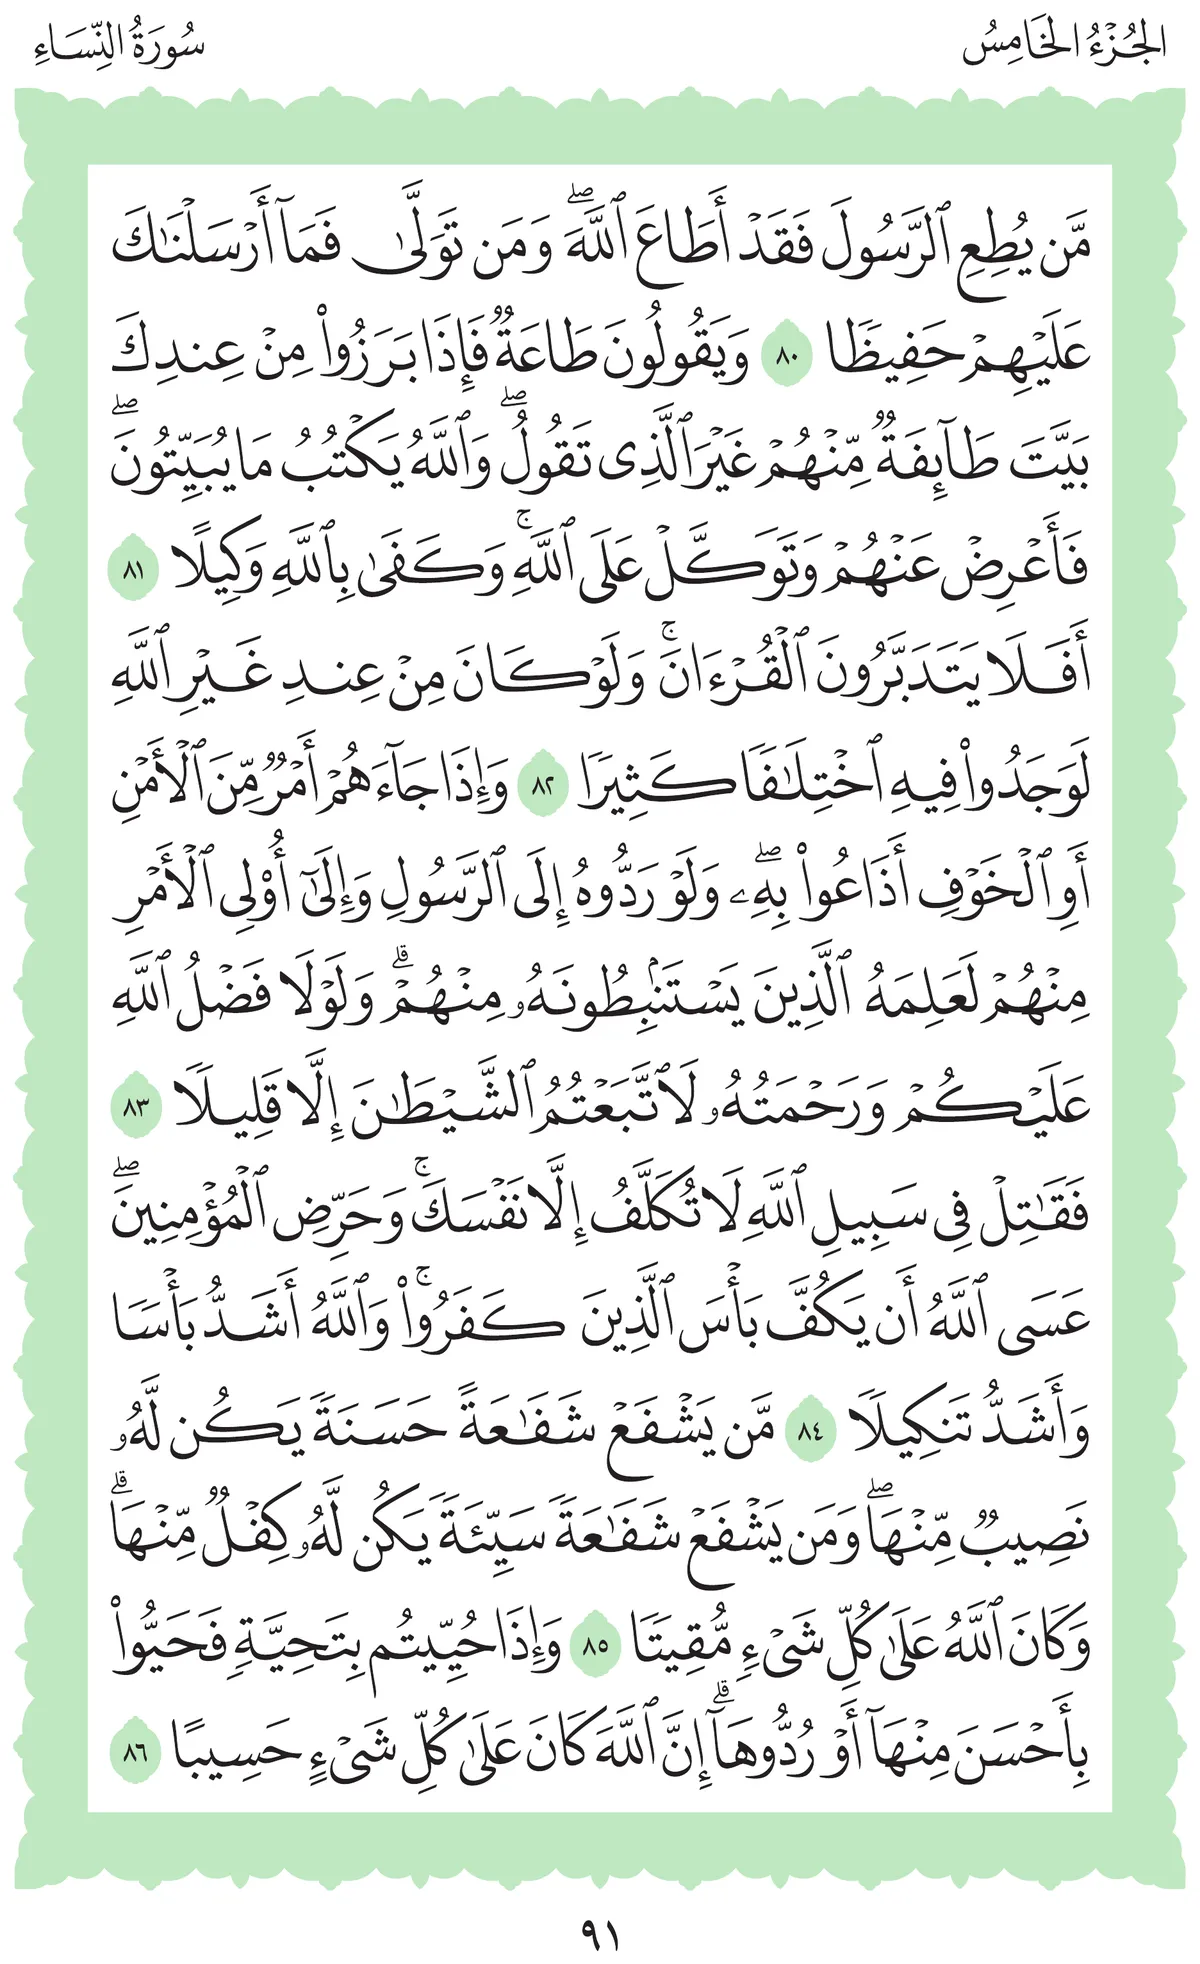 الجُزْءُ الخَامِسُ
سُورَةُ النِّسَاءِ
مَّن يُطِعِ ٱلرَّسُولَ فَقَدْ أَطَاعَ ٱللَّهَۖ وَمَن تَوَلَّىٰ فَمَآ أَرْسَلْنَٰكَ
عَلَيْهِمْ حَفِيظًا ٨٠ وَيَقُولُونَ طَاعَةٌ فَإِذَا بَرَزُوا۟ مِنْ عِندِكَ
بَيَّتَ طَآئِفَةٌ مِّنْهُمْ غَيْرَ ٱلَّذِى تَقُولُۖ وَٱللَّهُ يَكْتُبُ مَا يُبَيِّتُونَۖ
فَأَعْرِضْ عَنْهُمْ وَتَوَكَّلْ عَلَى ٱللَّهِۚ وَكَفَىٰ بِٱللَّهِ وَكِيلًا ٨١
أَفَلَا يَتَدَبَّرُونَ ٱلْقُرْءَانَۚ وَلَوْ كَانَ مِنْ عِندِ غَيْرِ ٱللَّهِ
لَوَجَدُوا۟ فِيهِ ٱخْتِلَٰفًا كَثِيرًا ٨٢ وَإِذَا جَآءَهُمْ أَمْرٌ مِّنَ ٱلْأَمْنِ
أَوِ ٱلْخَوْفِ أَذَاعُوا۟ بِهِۦۖ وَلَوْ رَدُّوهُ إِلَى ٱلرَّسُولِ وَإِلَىٰٓ أُو۟لِى ٱلْأَمْرِ
مِنْهُمْ لَعَلِمَهُ ٱلَّذِينَ يَسْتَنۢبِطُونَهُۥ مِنْهُمْۗ وَلَوْلَا فَضْلُ ٱللَّهِ
عَلَيْكُمْ وَرَحْمَتُهُۥ لَٱتَّبَعْتُمُ ٱلشَّيْطَٰنَ إِلَّا قَلِيلًا ٨٣
فَقَٰتِلْ فِى سَبِيلِ ٱللَّهِ لَا تُكَلَّفُ إِلَّا نَفْسَكَۚ وَحَرِّضِ ٱلْمُؤْمِنِينَۖ
عَسَى ٱللَّهُ أَن يَكُفَّ بَأْسَ ٱلَّذِينَ كَفَرُوا۟ۚ وَٱللَّهُ أَشَدُّ بَأْسًا
وَأَشَدُّ تَنكِيلًا ٨٤ مَّن يَشْفَعْ شَفَٰعَةً حَسَنَةً يَكُن لَّهُۥ
نَصِيبٌ مِّنْهَاۖ وَمَن يَشْفَعْ شَفَٰعَةً سَيِّئَةً يَكُن لَّهُۥ كِفْلٌ مِّنْهَاۗ
وَكَانَ ٱللَّهُ عَلَىٰ كُلِّ شَىْءٍ مُّقِيتًا ٨٥ وَإِذَا حُيِّيتُم بِتَحِيَّةٍ فَحَيُّوا۟
بِأَحْسَنَ مِنْهَآ أَوْ رُدُّوهَآۗ إِنَّ ٱللَّهَ كَانَ عَلَىٰ كُلِّ شَىْءٍ حَسِيبًا ٨٦
٩١